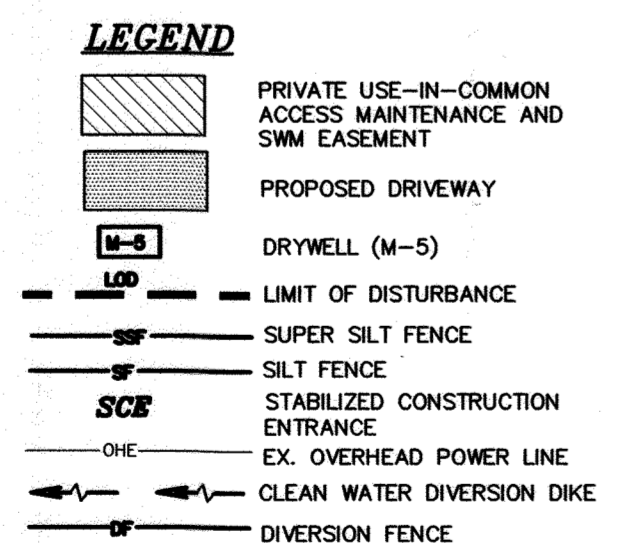 LEGEND
PRIVATE USE-IN-COMMON
ACCESS MAINTENANCE AND
SWM EASEMENT
PROPOSED DRIVEWAY
M-5 DRYWELL (M-5)
LOD
LIMIT OF DISTURBANCE
SSF SUPER SILT FENCE
SF SILT FENCE
SCE STABILIZED CONSTRUCTION
ENTRANCE
OHE EX. OVERHEAD POWER LINE
CLEAN WATER DIVERSION DIKE
DF DIVERSION FENCE